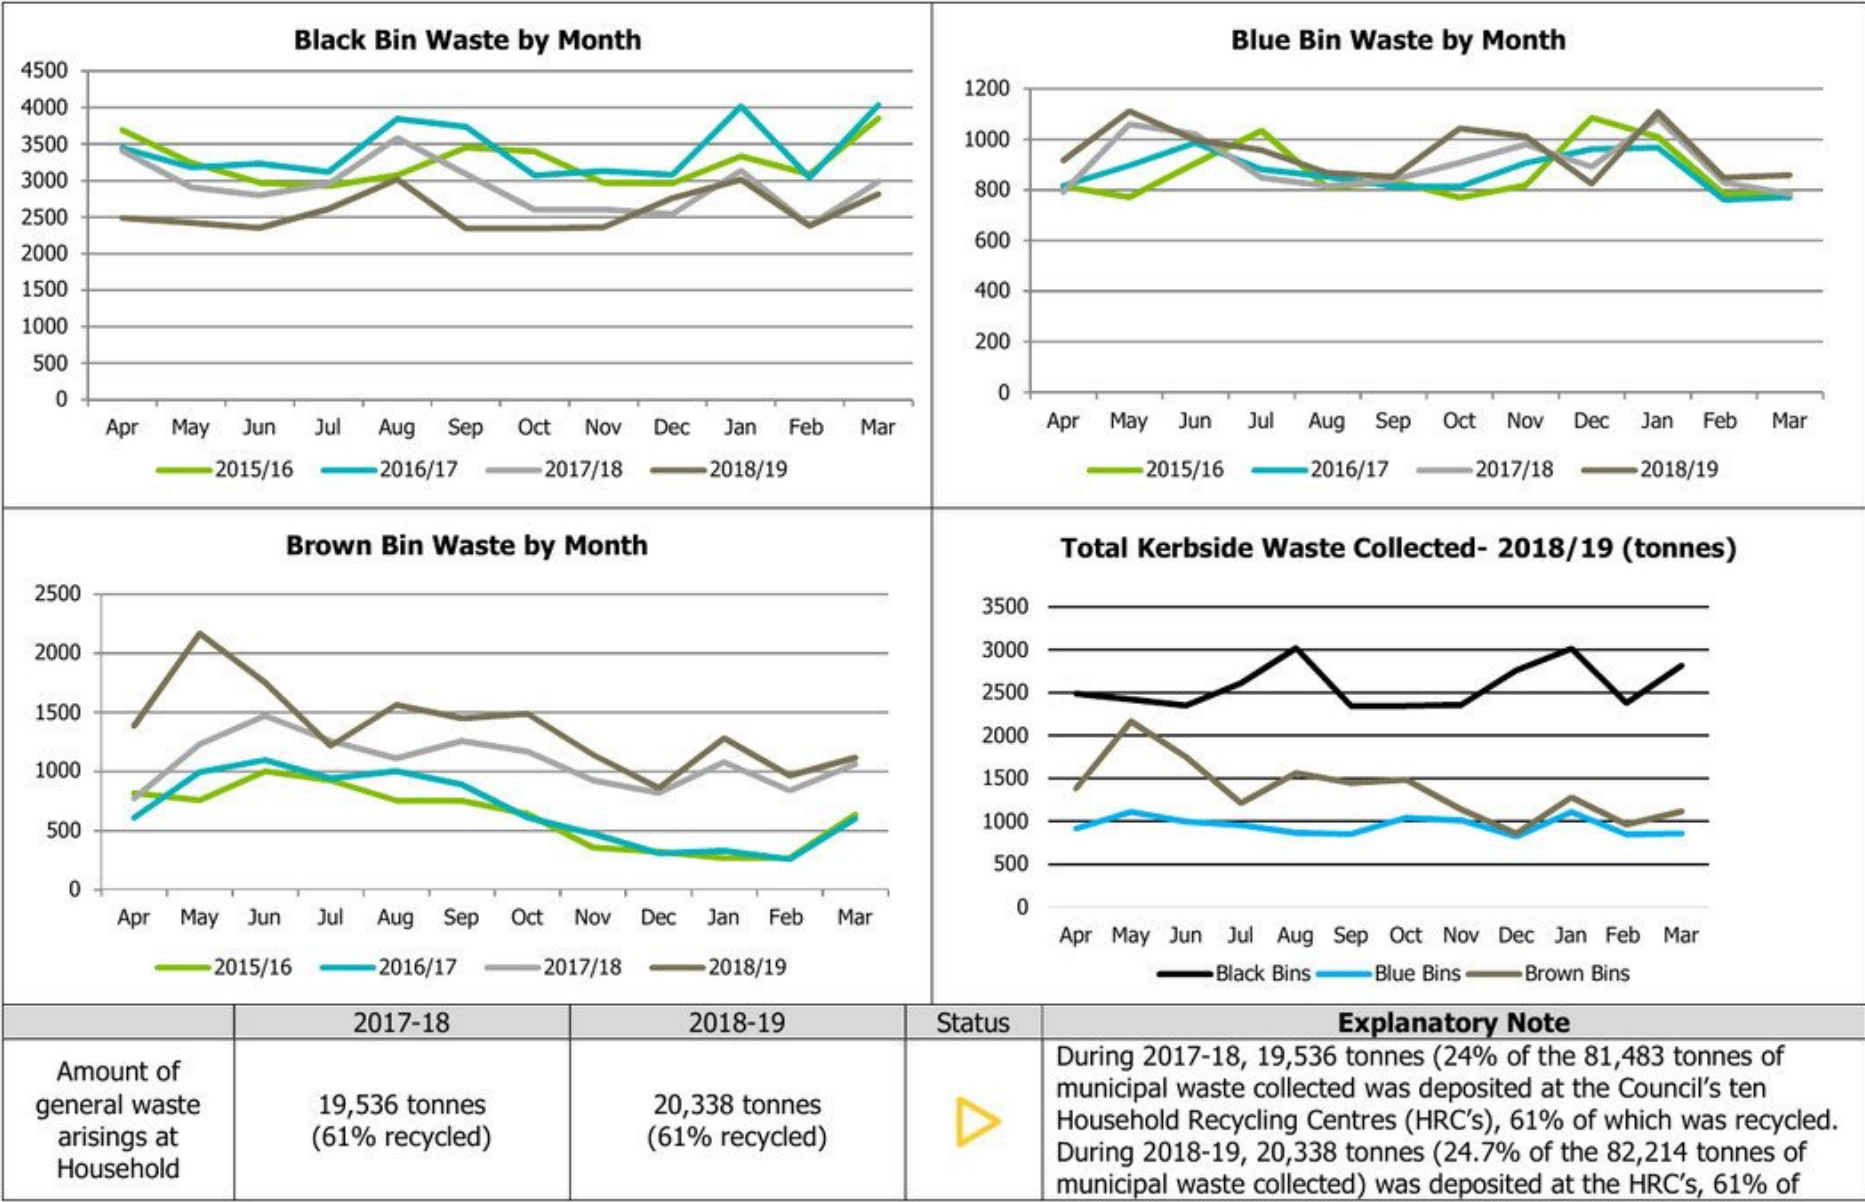 Black Bin Waste by Month
4500
4000
3500
3000
2500
2000
1500
1000
500
0
Apr May Jun Jul Aug Sep Oct Nov Dec Jan Feb Mar
2015/16 2016/17 2017/18 2018/19
Blue Bin Waste by Month
1200
1000
800
600
400
200
0
Apr May Jun Jul Aug Sep Oct Nov Dec Jan Feb Mar
2015/16 2016/17 2017/18 2018/19
Brown Bin Waste by Month
2500
2000
1500
1000
500
0
Apr May Jun Jul Aug Sep Oct Nov Dec Jan Feb Mar
2015/16 2016/17 2017/18 2018/19
Total Kerbside Waste Collected- 2018/19 (tonnes)
3500
3000
2500
2000
1500
1000
500
0
Apr May Jun Jul Aug Sep Oct Nov Dec Jan Feb Mar
Black Bins Blue Bins Brown Bins
2017-18 2018-19 Status Explanatory Note
Amount of
general waste
arisings at
Household
19,536 tonnes
(61% recycled)
20,338 tonnes
(61% recycled)
During 2017-18, 19,536 tonnes (24% of the 81,483 tonnes of
municipal waste collected was deposited at the Council's ten
Household Recycling Centres (HRC's), 61% of which was recycled.
During 2018-19, 20,338 tonnes (24.7% of the 82,214 tonnes of
municipal waste collected) was deposited at the HRC's, 61% of